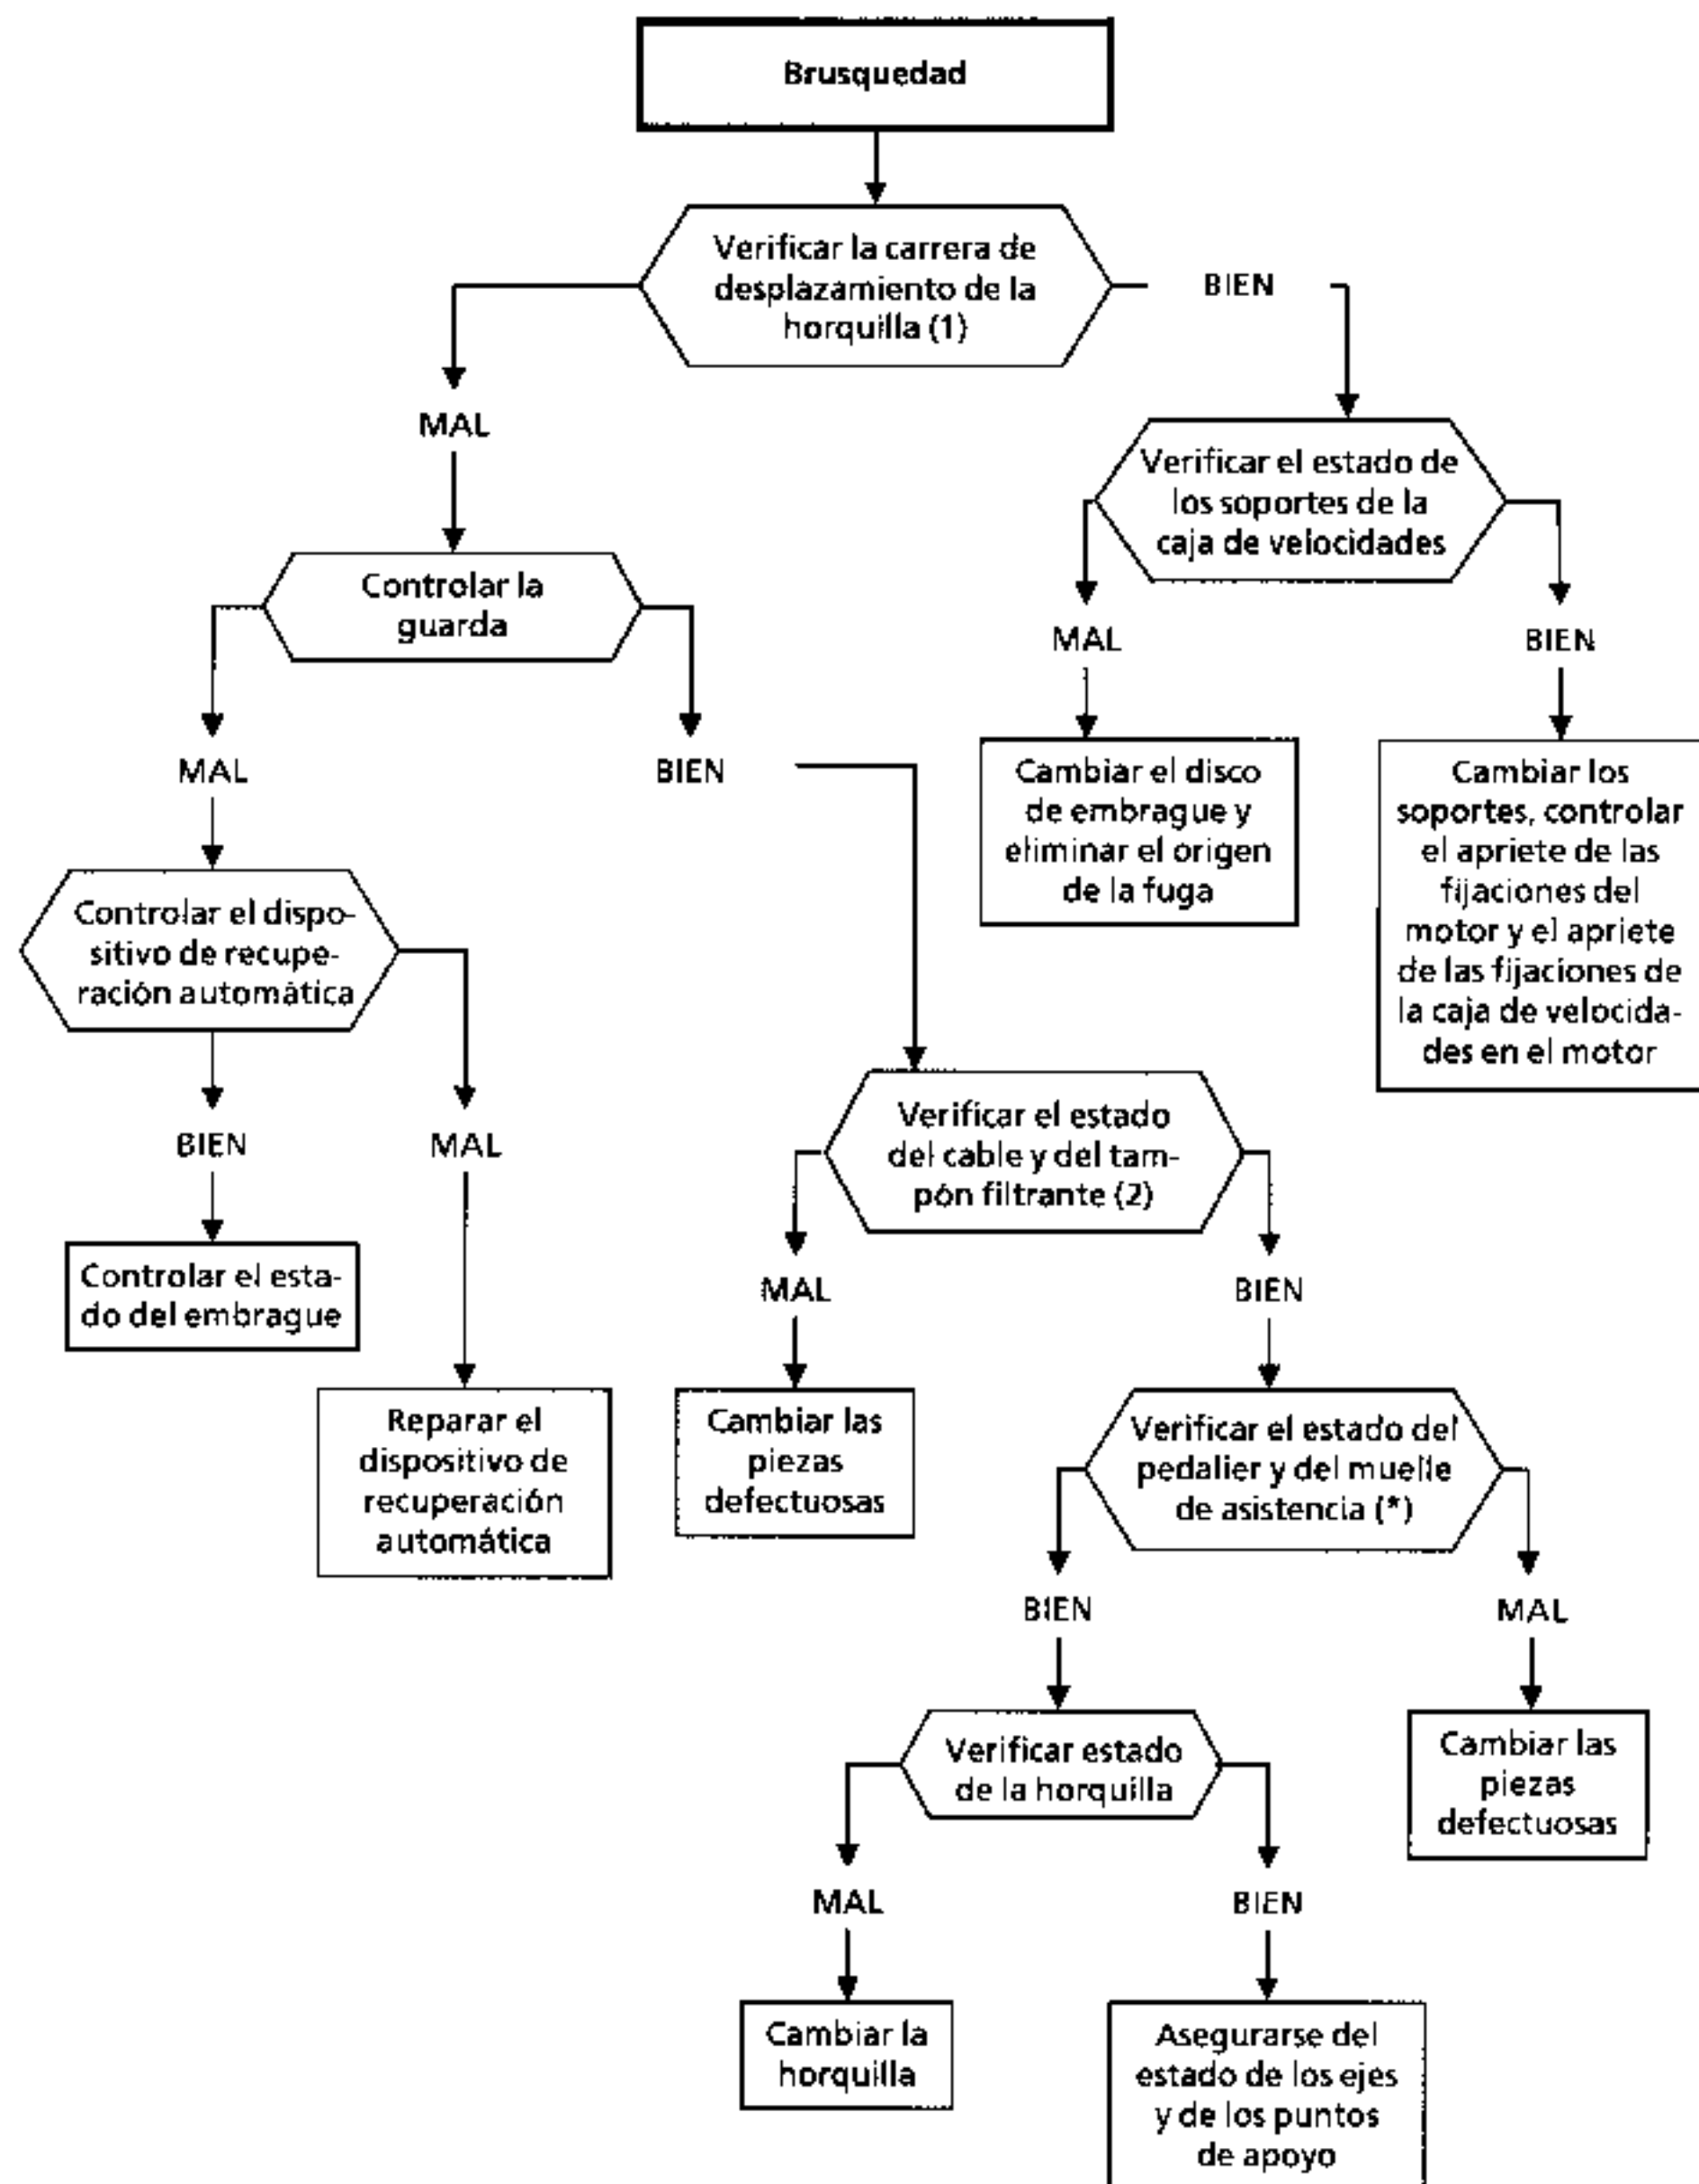 Brusquedad
Verificar la carrera de
desplazamiento de la
horquilla (1)
BIEN
MAL
Verificar el estado de
los soportes de la
caja de velocidades
Controlar la
guarda
MAL
BIEN
MAL
BIEN
Cambiar el disco
de embrague y
eliminar el origen
de la fuga
Cambiar los
soportes, controlar
el apriete de las
fijaciones del
motor y el apriete
de las fijaciones de
la caja de velocida-
des en el motor
Controlar el dispo-
sitivo de recupe-
ración automática
BIEN
MAL
Verificar el estado
del cable y del tam-
pón filtrante (2)
Controlar el esta-
do del embrague
MAL
BIEN
Reparar el
dispositivo de
recuperación
automática
Cambiar las
piezas
defectuosas
Verificar el estado del
pedalier y del muelle
de asistencia (*)
BIEN
MAL
Verificar estado
de la horquilla
Cambiar las
piezas
defectuosas
MAL
BIEN
Cambiar la
horquilla
Asegurarse del
estado de los ejes
y de los puntos
de apoyo